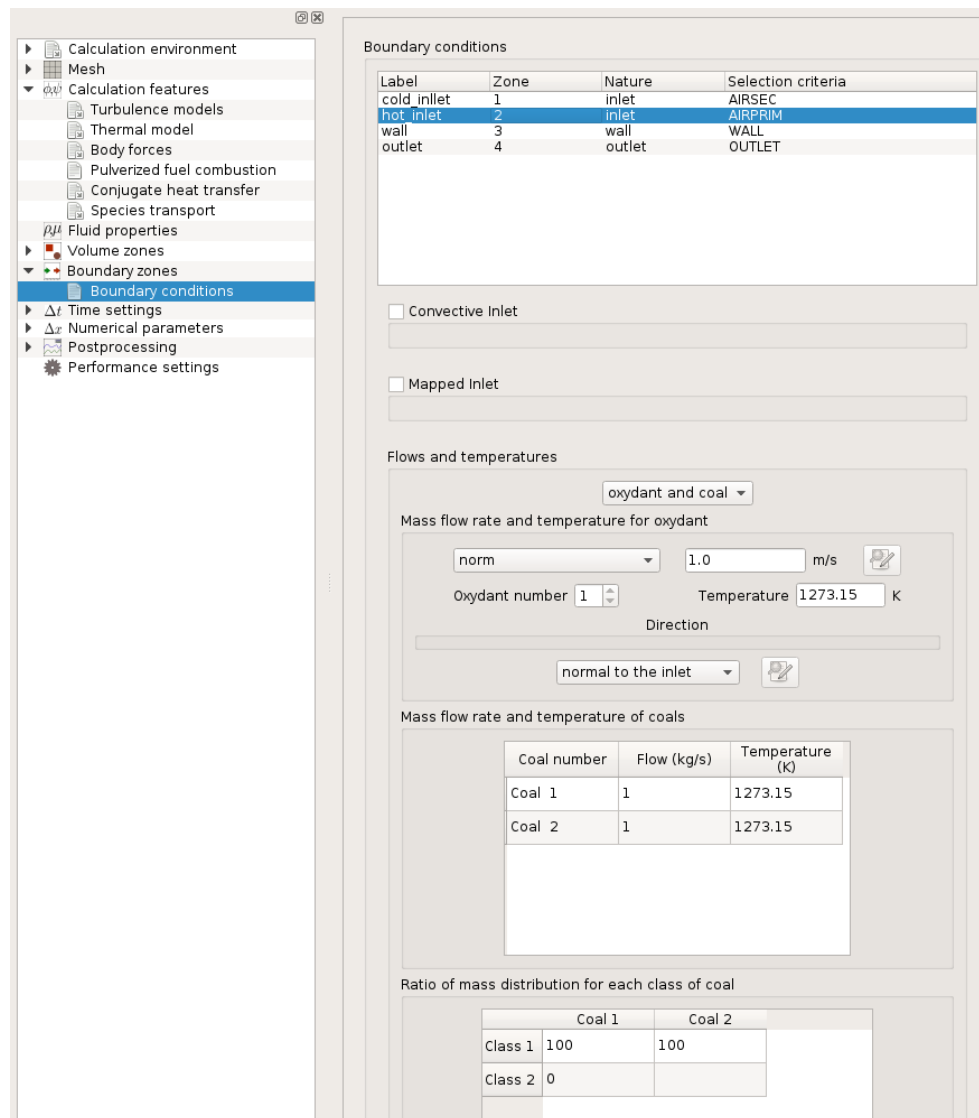 Calculation environment
Mesh
φ,ψ Calculation features
Turbulence models
Thermal model
Body forces
Pulverized fuel combustion
Conjugate heat transfer
Species transport
ρ,μ Fluid properties
Volume zones
Boundary zones
Boundary conditions
Δt Time settings
Δx Numerical parameters
Postprocessing
Performance settings
Boundary conditions
Label Zone Nature Selection criteria
cold_inllet 1 inlet AIRSEC
hot_inlet 2 inlet AIRPRIM
wall 3 wall WALL
outlet 4 outlet OUTLET
Convective Inlet
Mapped Inlet
Flows and temperatures
oxydant and coal
Mass flow rate and temperature for oxydant
norm 1.0 m/s
Oxydant number 1 Temperature 1273.15 K
Direction
normal to the inlet
Mass flow rate and temperature of coals
Coal number Flow (kg/s) Temperature (K)
Coal 1 1 1273.15
Coal 2 1 1273.15
Ratio of mass distribution for each class of coal
Coal 1 Coal 2
Class 1 100 100
Class 2 0